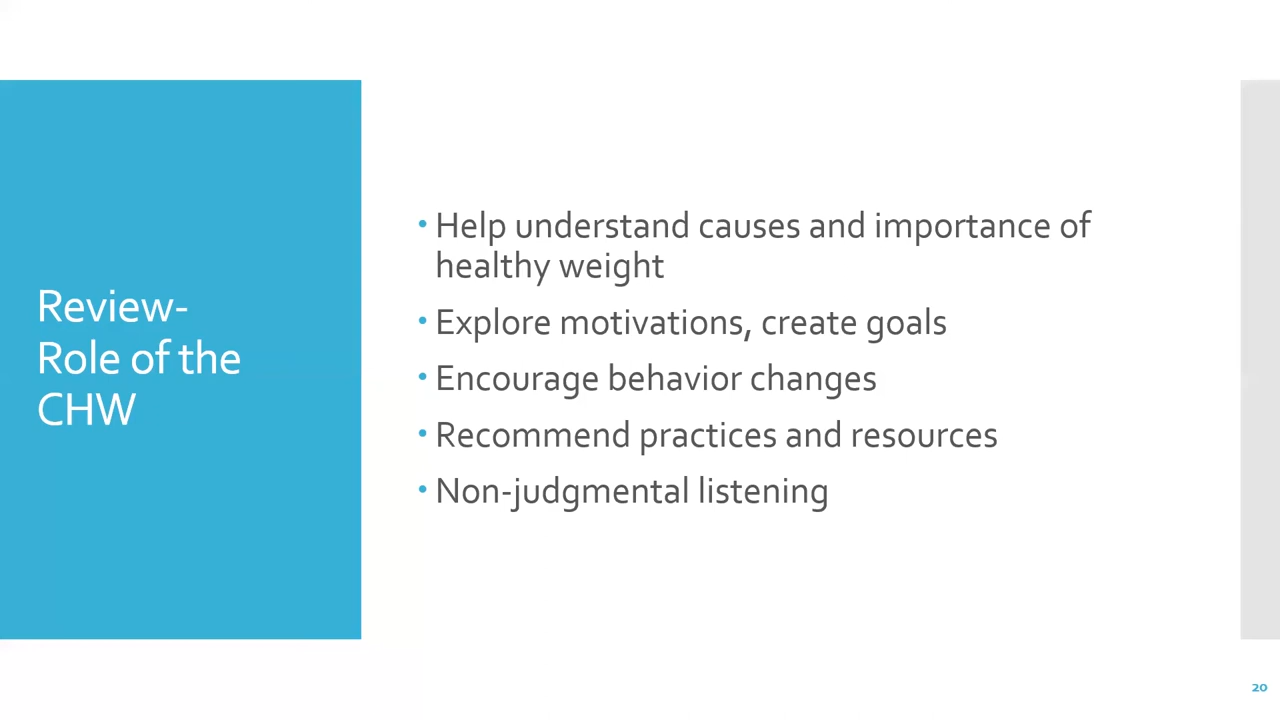 Review-
Role of the
CHW
• Help understand causes and importance of
healthy weight
• Explore motivations, create goals
• Encourage behavior changes
• Recommend practices and resources
• Non-judgmental listening
20